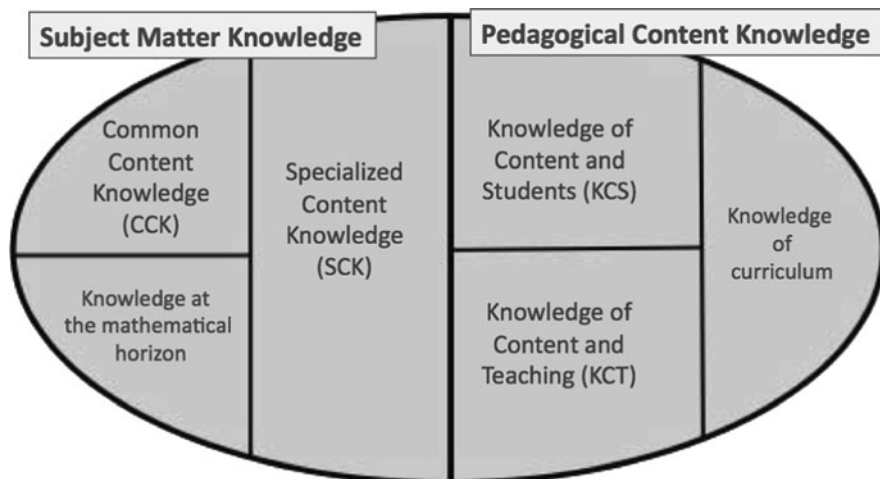 Subject Matter Knowledge
Pedagogical Content Knowledge
Common
Content
Knowledge
(CCK)
Knowledge at
the mathematical
horizon
Specialized
Content
Knowledge
(SCK)
Knowledge of
Content and
Students (KCS)
Knowledge of
Content and
Teaching (KCT)
Knowledge
of
curriculum